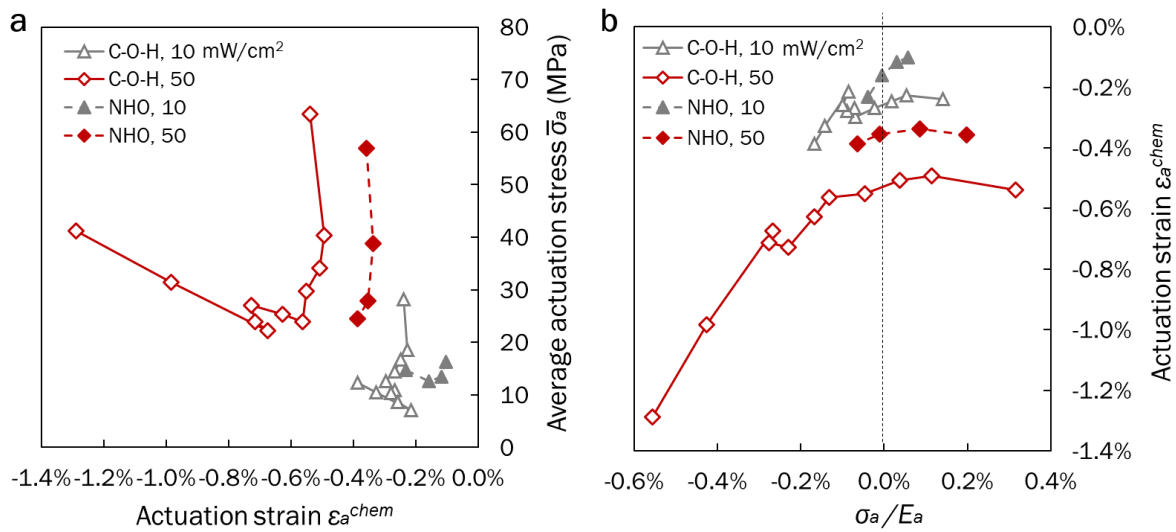 a
C-O-H, 10 mW/cm²
C-O-H, 50
NHO, 10
NHO, 50
80
70
60
50
40
30
20
10
0
Average actuation stress σ̄ₐ (MPa)
-1.4% -1.2% -1.0% -0.8% -0.6% -0.4% -0.2% 0.0%
Actuation strain εₐᶜʰᵉᵐ
b
C-O-H, 10 mW/cm²
C-O-H, 50
NHO, 10
NHO, 50
0.0%
-0.2%
-0.4%
-0.6%
-0.8%
-1.0%
-1.2%
-1.4%
Actuation strain εₐᶜʰᵉᵐ
-0.6% -0.4% -0.2% 0.0% 0.2% 0.4%
σₐ/Eₐ